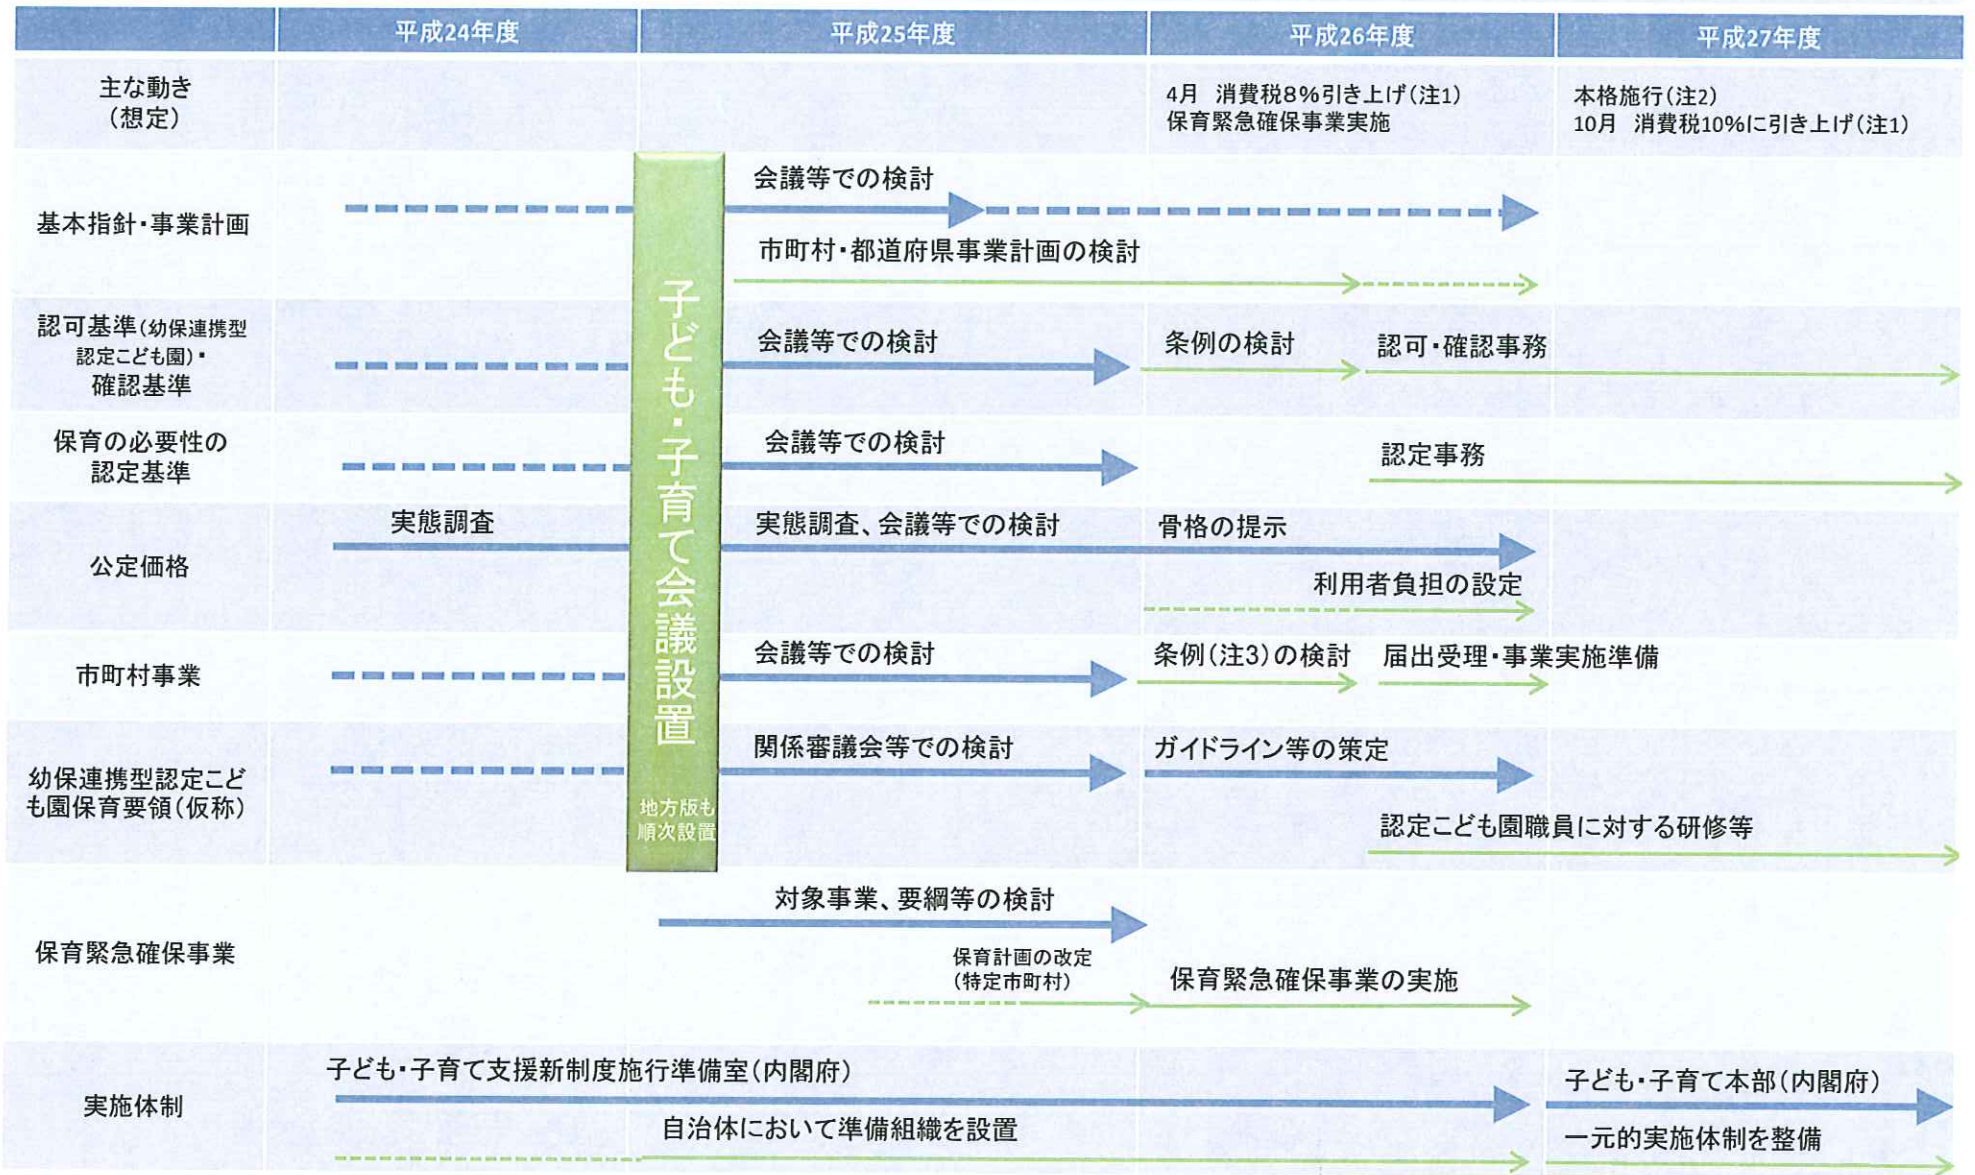 平成24年度
平成25年度
平成26年度
平成27年度
主な動き
(想定)
4月 消費税8%引き上げ(注1)
保育緊急確保事業実施
本格施行(注2)
10月 消費税10%に引き上げ(注1)
子ども・子育て会議設置
地方版も
順次設置
基本指針・事業計画
会議等での検討
市町村・都道府県事業計画の検討
認可基準(幼保連携型
認定こども園)・
確認基準
会議等での検討
条例の検討
認可・確認事務
保育の必要性の
認定基準
会議等での検討
認定事務
公定価格
実態調査
実態調査、会議等での検討
骨格の提示
利用者負担の設定
市町村事業
会議等での検討
条例(注3)の検討
届出受理・事業実施準備
幼保連携型認定こど
も園保育要領(仮称)
関係審議会等での検討
ガイドライン等の策定
認定こども園職員に対する研修等
保育緊急確保事業
対象事業、要綱等の検討
保育計画の改定
(特定市町村)
保育緊急確保事業の実施
実施体制
子ども・子育て支援新制度施行準備室(内閣府)
自治体において準備組織を設置
子ども・子育て本部(内閣府)
一元的実施体制を整備